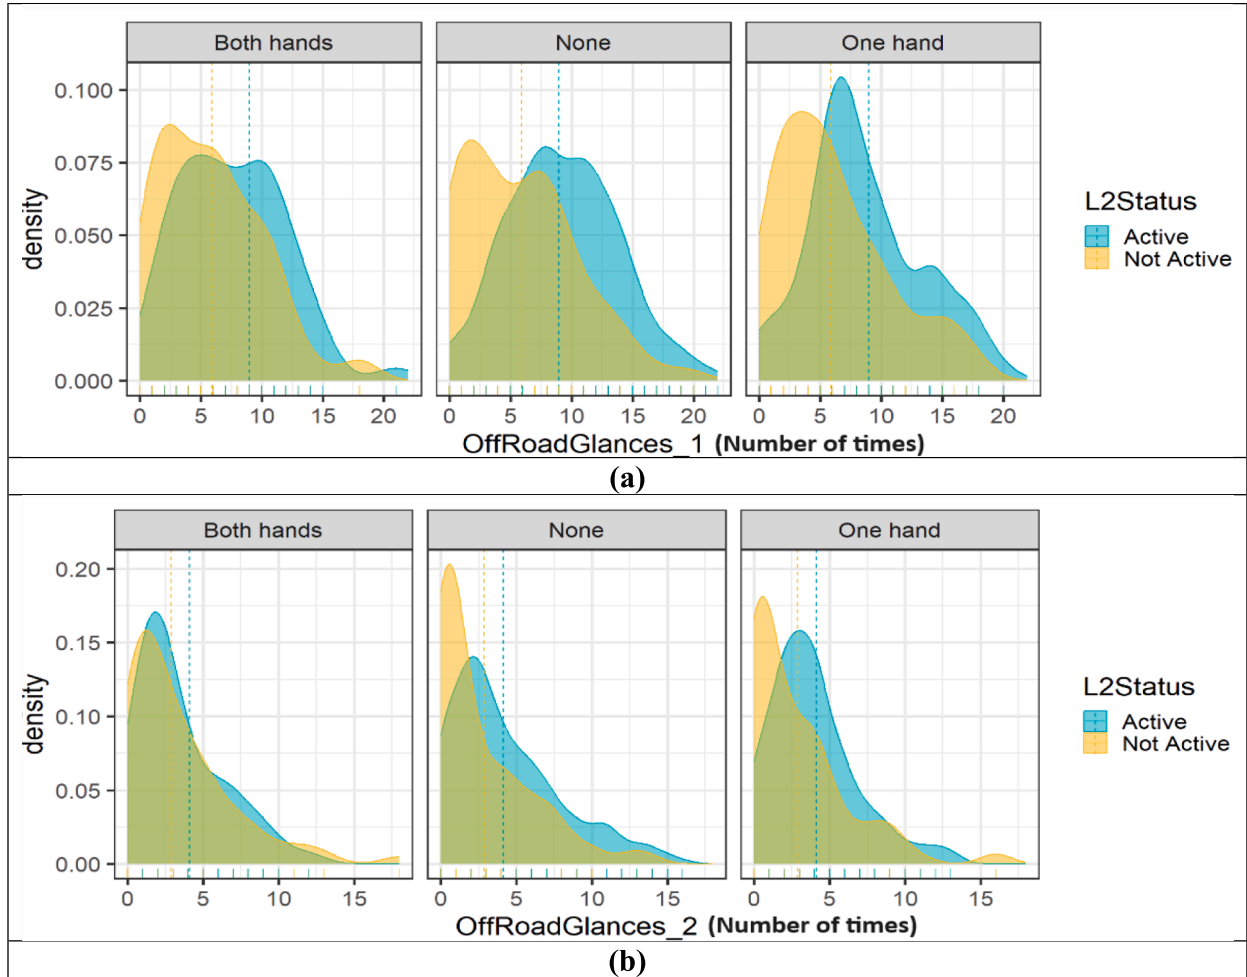 Both hands None One hand
0.100
0.075
0.050
0.025
0.000
density
0 5 10 15 20 0 5 10 15 20 0 5 10 15 20
OffRoadGlances_1 (Number of times)
L2Status
Active
Not Active
(a)
Both hands None One hand
0.20
0.15
0.10
0.05
0.00
density
0 5 10 15 0 5 10 15 0 5 10 15
OffRoadGlances_2 (Number of times)
L2Status
Active
Not Active
(b)